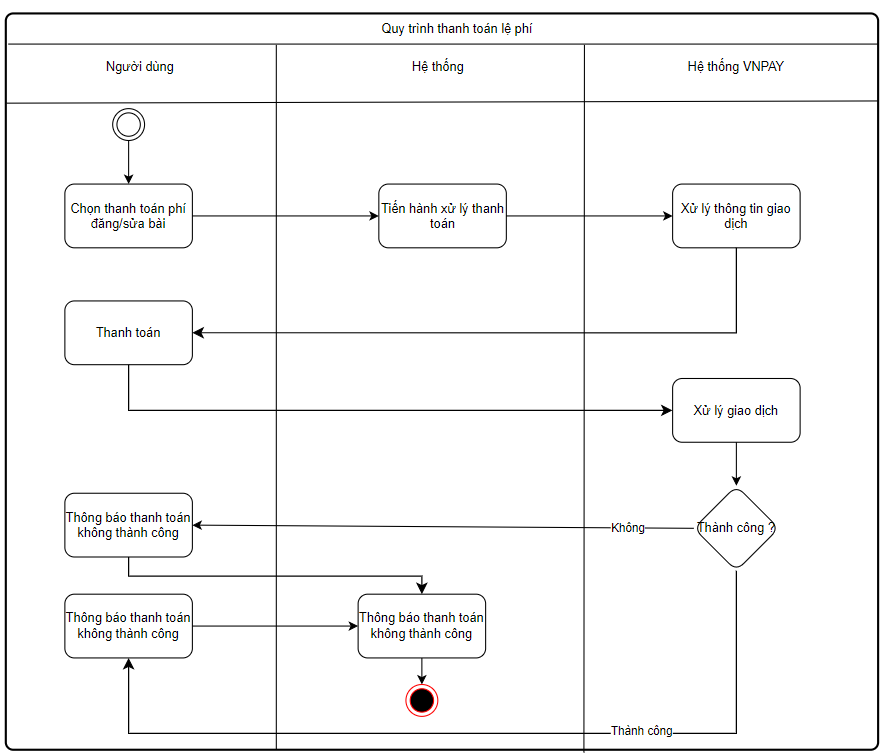 Quy trình thanh toán lệ phí
Người dùng
Hệ thống
Hệ thống VNPAY
Chọn thanh toán phí
đăng/sửa bài
Tiến hành xử lý thanh
toán
Xử lý thông tin giao
dịch
Thanh toán
Xử lý giao dịch
Thông báo thanh toán
không thành công
Không
Thành công ?
Thông báo thanh toán
không thành công
Thông báo thanh toán
không thành công
Thành công